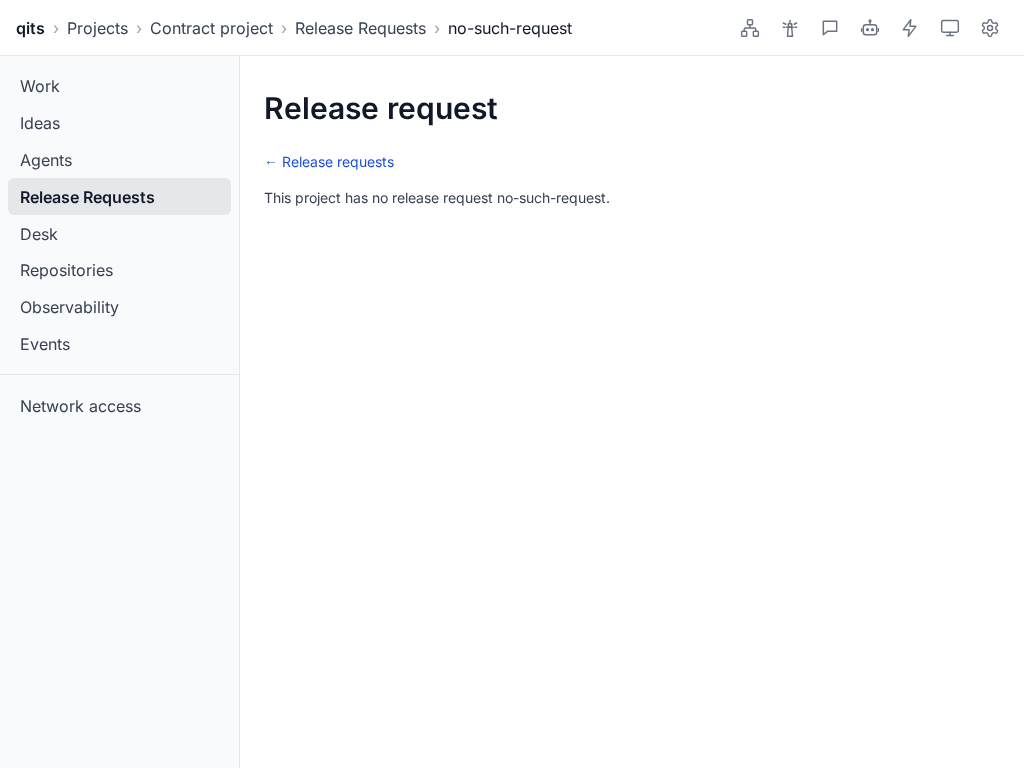 qits › Projects › Contract project › Release Requests › no-such-request
Work
Ideas
Agents
Release Requests
Desk
Repositories
Observability
Events
Network access
Release request
← Release requests
This project has no release request no-such-request.